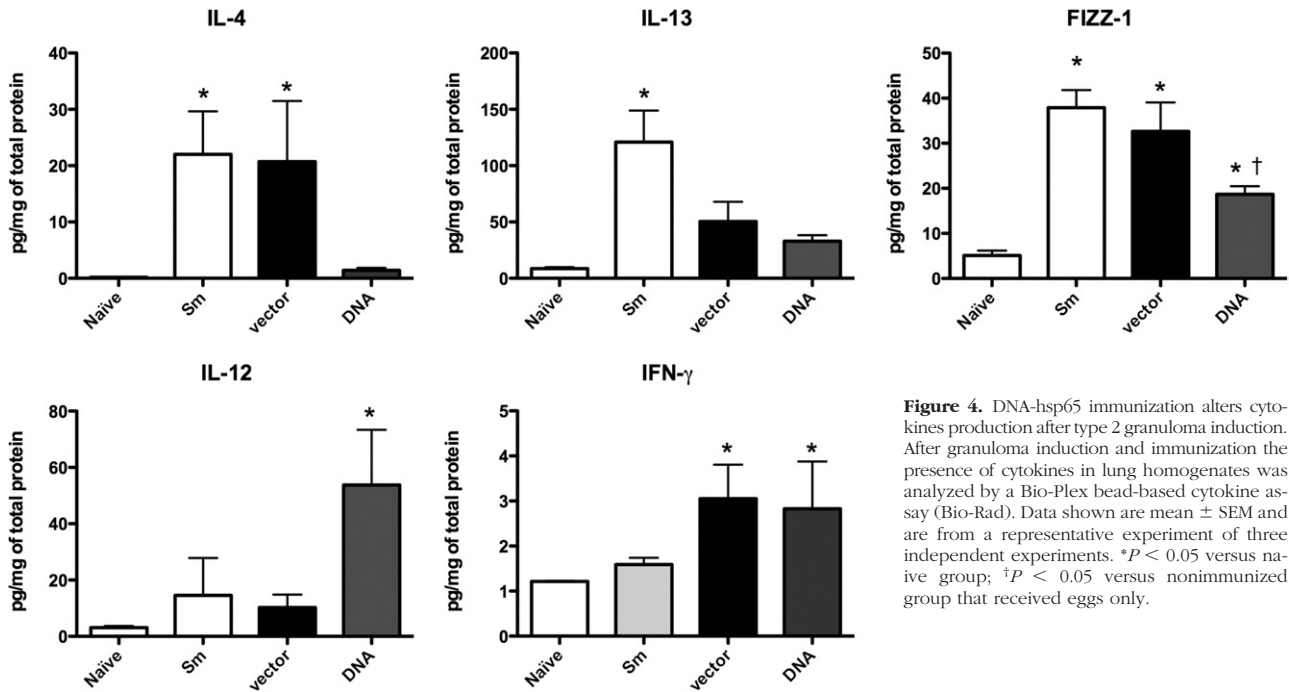 IL-4
pg/mg of total protein
40
30
20
10
0
*
*
Naïve
Sm
vector
DNA
IL-13
pg/mg of total protein
200
150
100
50
0
*
Naïve
Sm
vector
DNA
FIZZ-1
pg/mg of total protein
50
40
30
20
10
0
*
*
* †
Naïve
Sm
vector
DNA
IL-12
pg/mg of total protein
80
60
40
20
0
*
Naïve
Sm
vector
DNA
IFN-γ
pg/mg of total protein
5
4
3
2
1
0
*
*
Naïve
Sm
vector
DNA
Figure 4. DNA-hsp65 immunization alters cyto-
kines production after type 2 granuloma induction.
After granuloma induction and immunization the
presence of cytokines in lung homogenates was
analyzed by a Bio-Plex bead-based cytokine as-
say (Bio-Rad). Data shown are mean ± SEM and
are from a representative experiment of three
independent experiments. *P < 0.05 versus na-
ive group; †P < 0.05 versus nonimmunized
group that received eggs only.